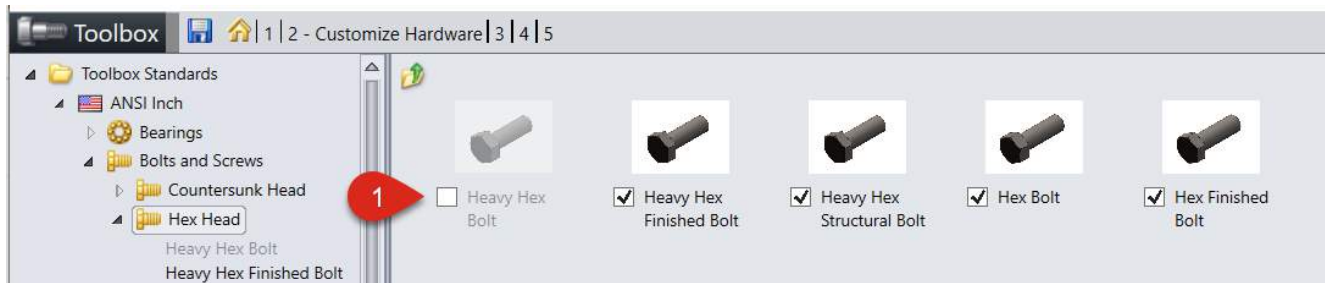 Toolbox 1 2 - Customize Hardware 3 4 5
Toolbox Standards
ANSI Inch
Bearings
Bolts and Screws
Countersunk Head
Hex Head
Heavy Hex Bolt
Heavy Hex Finished Bolt
1
Heavy Hex
Bolt
Heavy Hex
Finished Bolt
Heavy Hex
Structural Bolt
Hex Bolt
Hex Finished
Bolt